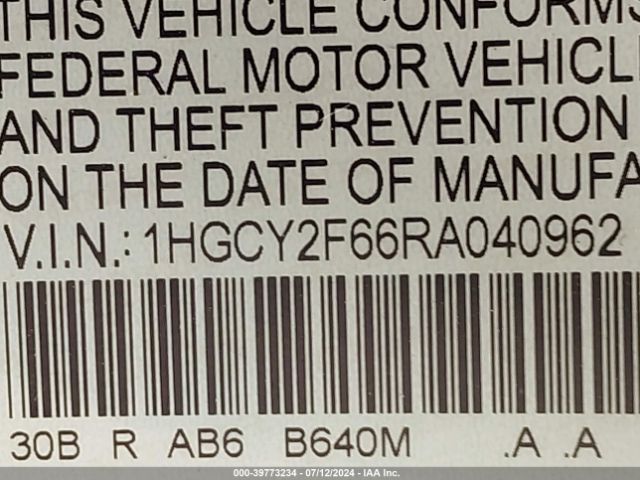 THIS VEHICLE CONFORMS
FEDERAL MOTOR VEHICL
AND THEFT PREVENTION
ON THE DATE OF MANUFA
V.I.N.: 1HGCY2F66RA040962
30B R AB6 B640M .A .A
000-39773234 - 07/12/2024 - IAA Inc.